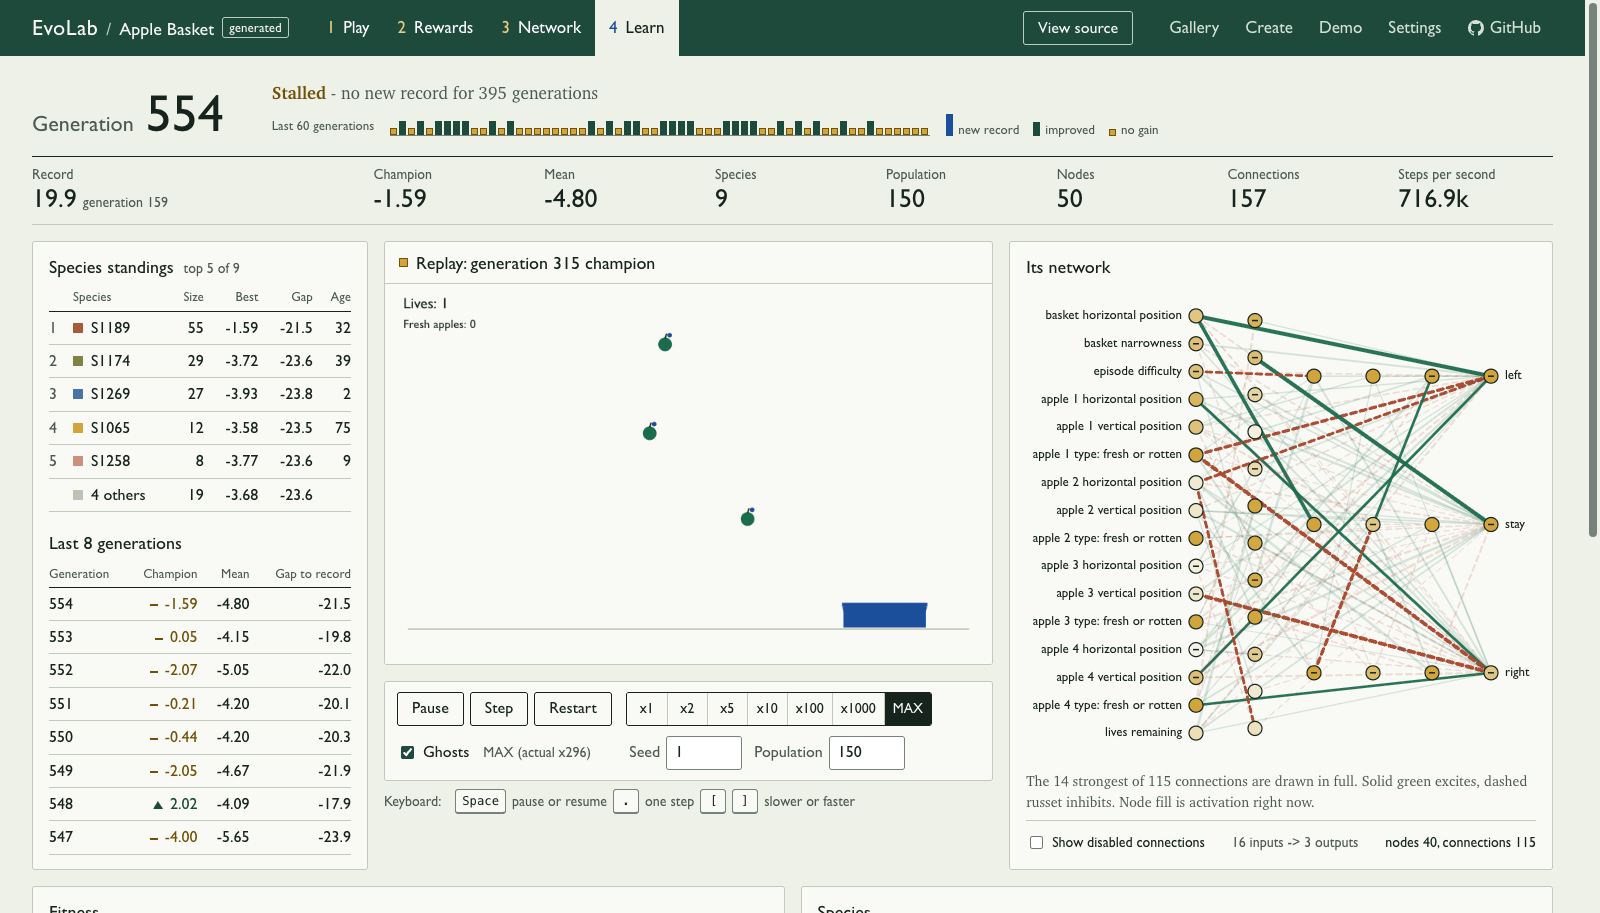 EvoLab / Apple Basket generated 1 Play 2 Rewards 3 Network 4 Learn View source Gallery Create Demo Settings GitHub
Stalled - no new record for 395 generations
Generation 554
Last 60 generations new record improved no gain
Record Champion Mean Species Population Nodes Connections Steps per second
19.9 generation 159 -1.59 -4.80 9 150 50 157 716.9k
Species standings top 5 of 9
Species Size Best Gap Age
1 S1189 55 -1.59 -21.5 32
2 S1174 29 -3.72 -23.6 39
3 S1269 27 -3.93 -23.8 2
4 S1065 12 -3.58 -23.5 75
5 S1258 8 -3.77 -23.6 9
4 others 19 -3.68 -23.6
Last 8 generations
Generation Champion Mean Gap to record
554 -1.59 -4.80 -21.5
553 0.05 -4.15 -19.8
552 -2.07 -5.05 -22.0
551 -0.21 -4.20 -20.1
550 -0.44 -4.20 -20.3
549 -2.05 -4.67 -21.9
548 2.02 -4.09 -17.9
547 -4.00 -5.65 -23.9
Replay: generation 315 champion
Lives: 1
Fresh apples: 0
Pause Step Restart x1 x2 x5 x10 x100 x1000 MAX
Ghosts MAX (actual x296) Seed 1 Population 150
Keyboard: Space pause or resume . one step [ ] slower or faster
Its network
basket horizontal position
basket narrowness
episode difficulty
left
apple 1 horizontal position
apple 1 vertical position
apple 1 type: fresh or rotten
apple 2 horizontal position
apple 2 vertical position
stay
apple 2 type: fresh or rotten
apple 3 horizontal position
apple 3 vertical position
apple 3 type: fresh or rotten
apple 4 horizontal position
right
apple 4 vertical position
apple 4 type: fresh or rotten
lives remaining
The 14 strongest of 115 connections are drawn in full. Solid green excites, dashed
russet inhibits. Node fill is activation right now.
Show disabled connections 16 inputs -> 3 outputs nodes 40, connections 115
Fitness
Species